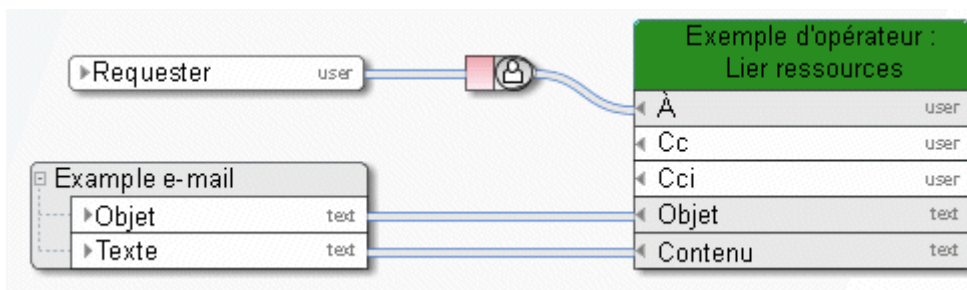 Exemple d'opérateur :
Lier ressources
Requester user
À user
Cc user
Cci user
Example e-mail
Objet text
Objet text
Texte text
Contenu text